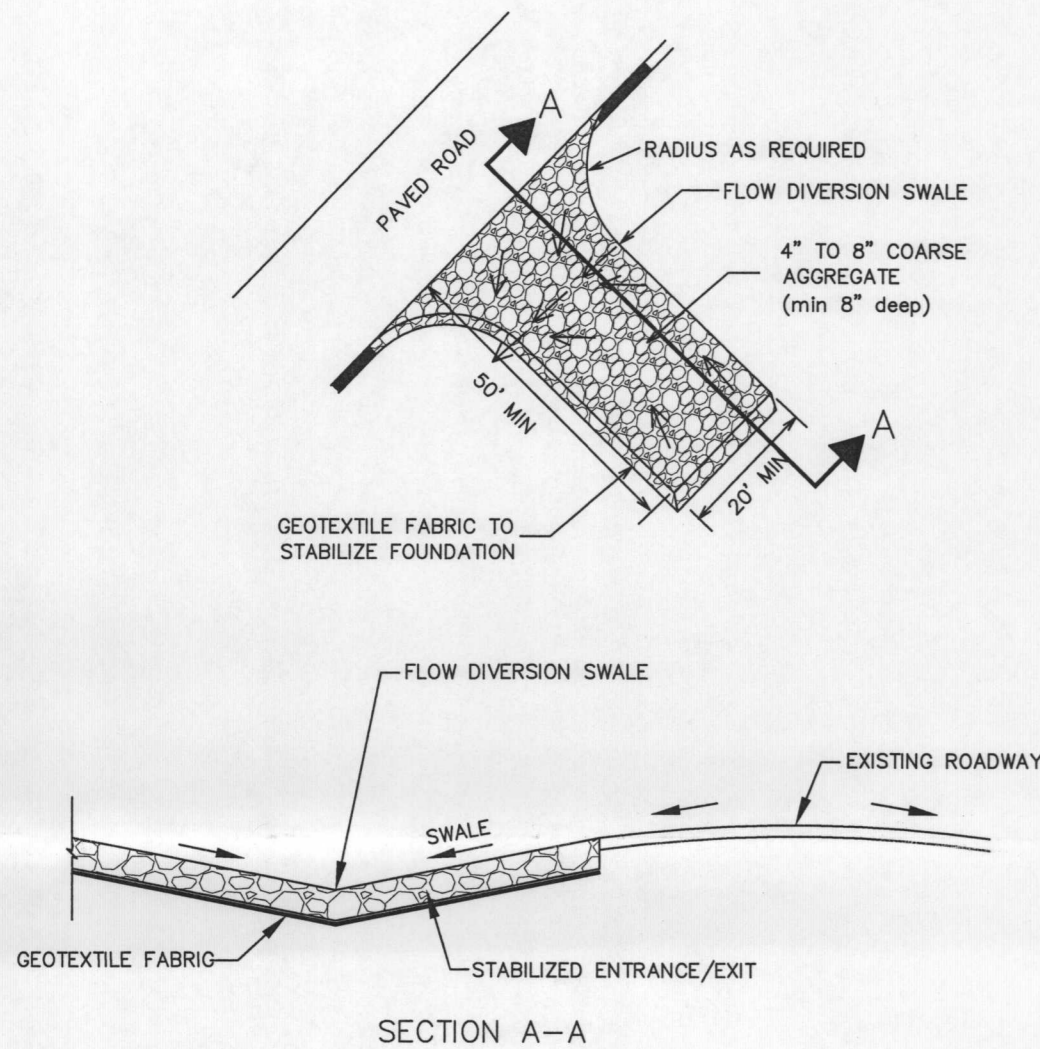 A
PAVED ROAD
RADIUS AS REQUIRED
FLOW DIVERSION SWALE
4" TO 8" COARSE
AGGREGATE
(min 8" deep)
50' MIN
A
20' MIN
GEOTEXTILE FABRIC TO
STABILIZE FOUNDATION
FLOW DIVERSION SWALE
EXISTING ROADWAY
SWALE
GEOTEXTILE FABRIC
STABILIZED ENTRANCE/EXIT
SECTION A-A